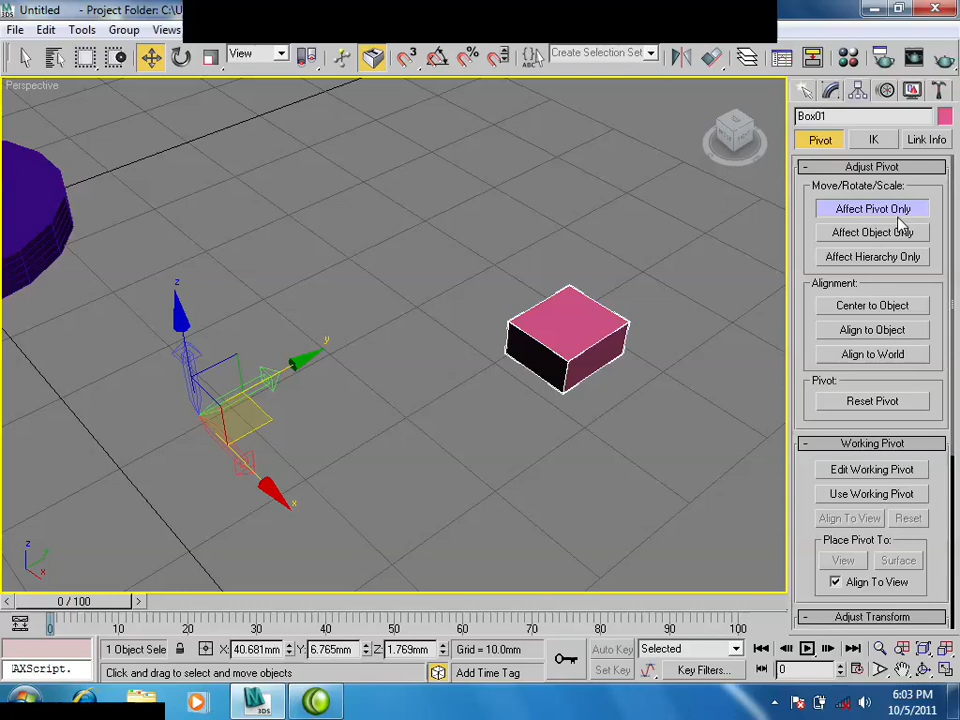 Untitled - Project Folder: C:\U
File Edit Tools Group Views
View Create Selection Set
Perspective
Box01
Pivot IK Link Info
- Adjust Pivot
Move/Rotate/Scale:
Affect Pivot Only
Affect Object Only
Affect Hierarchy Only
Alignment:
Center to Object
Align to Object
Align to World
Pivot:
Reset Pivot
- Working Pivot
Edit Working Pivot
Use Working Pivot
Align To View Reset
Place Pivot To:
View Surface
Align To View
Adjust Transform
z
y
x
z
x
< 0 / 100 >
0 10 20 30 40 50 60 70 80 90 100
1 Object Sele X: 40.681mm Y: 6.765mm Z: 1.769mm Grid = 10.0mm Auto Key Selected
AXScript. Click and drag to select and move objects Add Time Tag Set Key Key Filters... 0
6:03 PM
10/5/2011